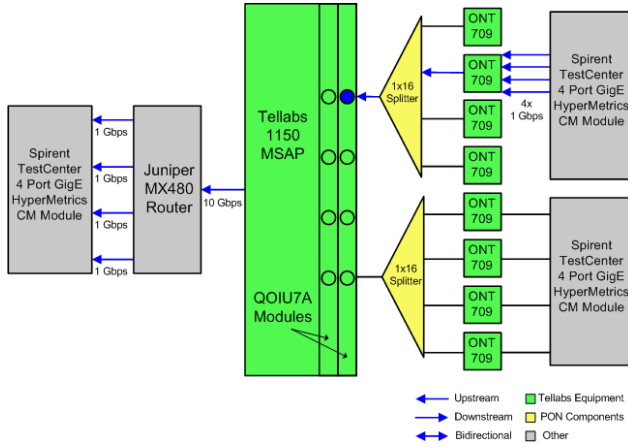 Spirent
TestCenter
4 Port GigE
HyperMetrics
CM Module
1 Gbps
1 Gbps
1 Gbps
1 Gbps
Juniper
MX480
Router
10 Gbps
Tellabs
1150
MSAP
QOIU7A
Modules
1x16
Splitter
1x16
Splitter
ONT
709
ONT
709
ONT
709
ONT
709
4x
1 Gbps
Spirent
TestCenter
4 Port GigE
HyperMetrics
CM Module
ONT
709
ONT
709
ONT
709
ONT
709
Spirent
TestCenter
4 Port GigE
HyperMetrics
CM Module
Upstream
Downstream
Bidirectional
Tellabs Equipment
PON Components
Other